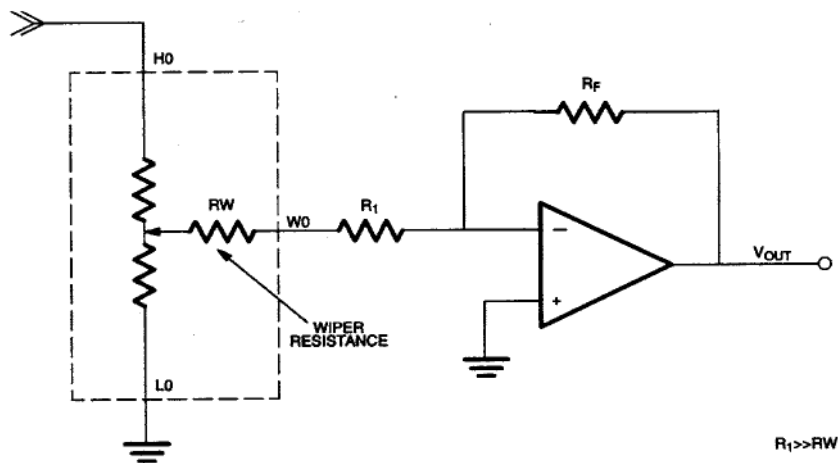 H0
RF
RW
W0
R1
−
+
VOUT
WIPER
RESISTANCE
L0
R1>>RW